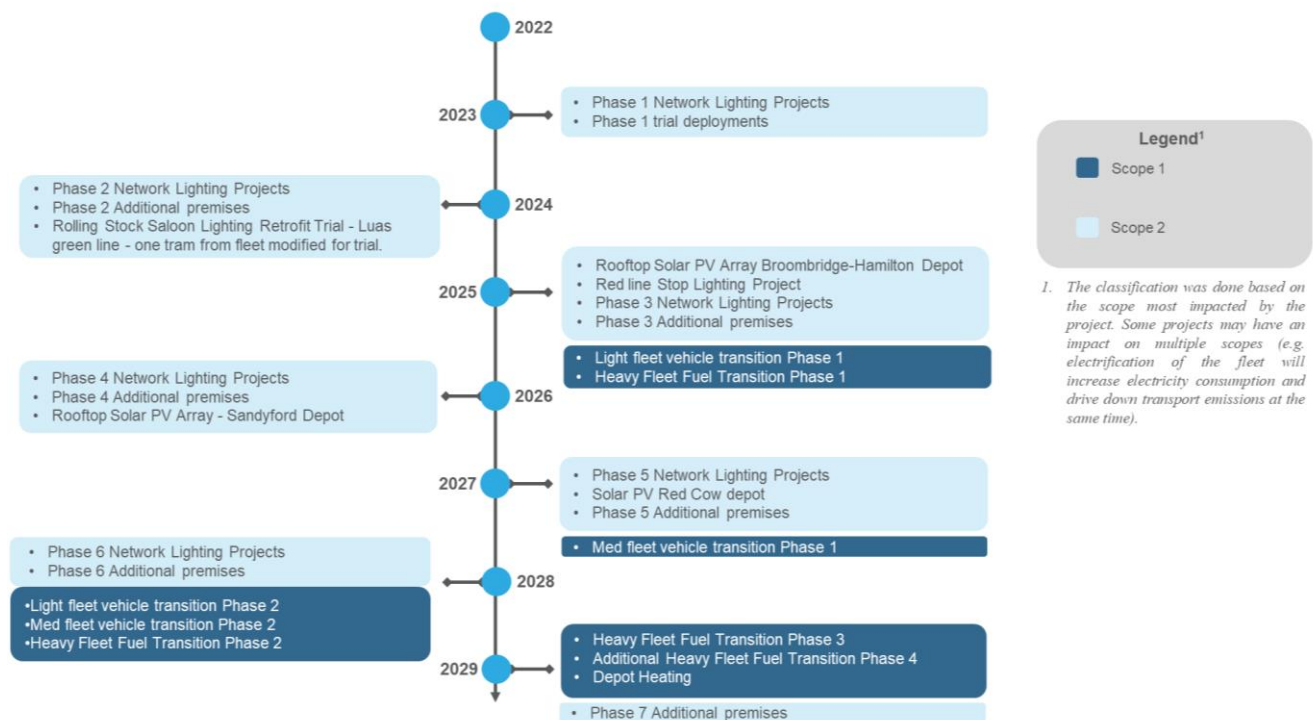 2022
2023
• Phase 1 Network Lighting Projects
• Phase 1 trial deployments
Legend¹
Scope 1
Scope 2
1. The classification was done based on
the scope most impacted by the
project. Some projects may have an
impact on multiple scopes (e.g.
electrification of the fleet will
increase electricity consumption and
drive down transport emissions at the
same time).
• Phase 2 Network Lighting Projects
• Phase 2 Additional premises
• Rolling Stock Saloon Lighting Retrofit Trial - Luas
green line - one tram from fleet modified for trial.
2024
2025
• Rooftop Solar PV Array Broombridge-Hamilton Depot
• Red line Stop Lighting Project
• Phase 3 Network Lighting Projects
• Phase 3 Additional premises
• Light fleet vehicle transition Phase 1
• Heavy Fleet Fuel Transition Phase 1
• Phase 4 Network Lighting Projects
• Phase 4 Additional premises
• Rooftop Solar PV Array - Sandyford Depot
2026
2027
• Phase 5 Network Lighting Projects
• Solar PV Red Cow depot
• Phase 5 Additional premises
• Med fleet vehicle transition Phase 1
• Phase 6 Network Lighting Projects
• Phase 6 Additional premises
•Light fleet vehicle transition Phase 2
•Med fleet vehicle transition Phase 2
•Heavy Fleet Fuel Transition Phase 2
2028
2029
• Heavy Fleet Fuel Transition Phase 3
• Additional Heavy Fleet Fuel Transition Phase 4
• Depot Heating
• Phase 7 Additional premises